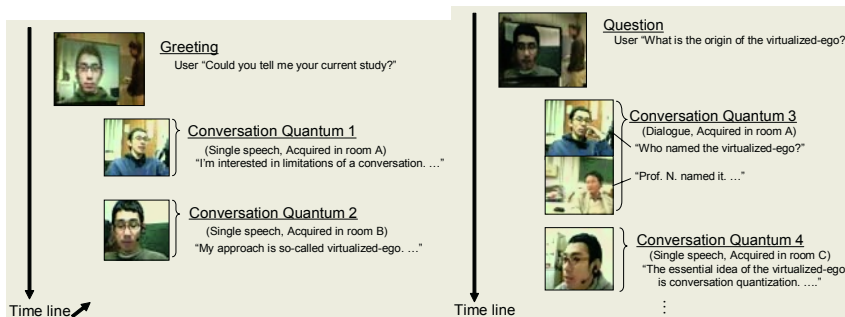 Greeting
User “Could you tell me your current study?”
Conversation Quantum 1
(Single speech, Acquired in room A)
“I’m interested in limitations of a conversation. …”
Conversation Quantum 2
(Single speech, Acquired in room B)
“My approach is so-called virtualized-ego. …”
Time line
Question
User “What is the origin of the virtualized-ego?
Conversation Quantum 3
(Dialogue, Acquired in room A)
“Who named the virtualized-ego?”
“Prof. N. named it. …”
Conversation Quantum 4
(Single speech, Acquired in room C)
“The essential idea of the virtualized-ego
is conversation quantization. ….”
Time line